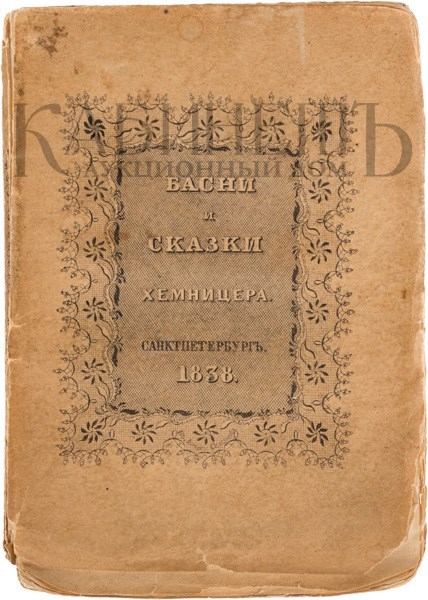 КАБИНЕТЪ
АУКЦИОННЫЙ ДОМ
БАСНИ
И
СКАЗКИ
ХЕМНИЦЕРА.
САНКТПЕТЕРБУРГЪ.
1838.